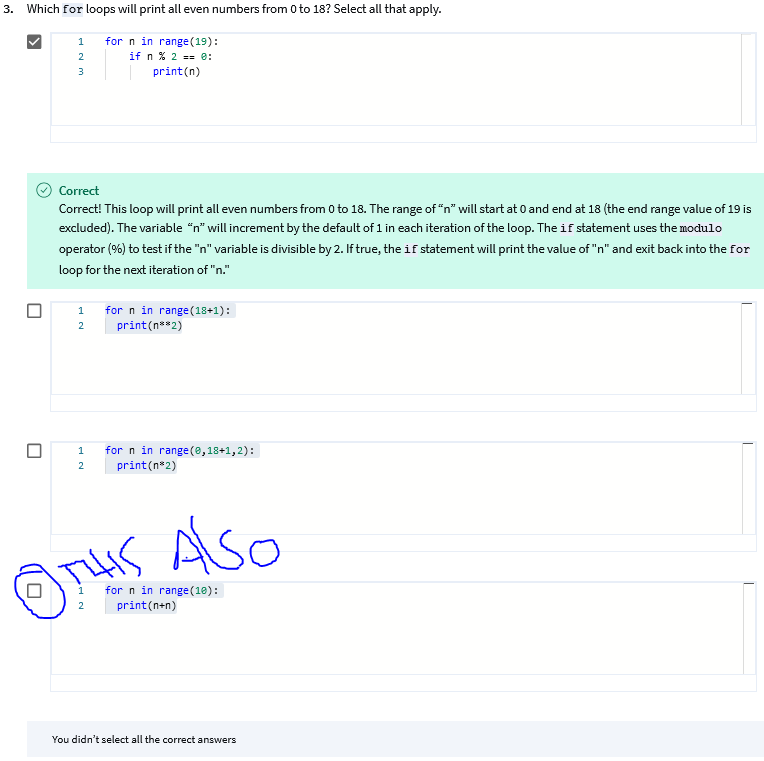 3. Which for loops will print all even numbers from 0 to 18? Select all that apply.
1 for n in range(19):
2 if n % 2 == 0:
3 print(n)
Correct
Correct! This loop will print all even numbers from 0 to 18. The range of “n” will start at 0 and end at 18 (the end range value of 19 is
excluded). The variable “n” will increment by the default of 1 in each iteration of the loop. The if statement uses the modulo
operator (%) to test if the "n" variable is divisible by 2. If true, the if statement will print the value of "n" and exit back into the for
loop for the next iteration of "n.”
1 for n in range(18+1):
2 print(n**2)
1 for n in range(0,18+1,2):
2 print(n*2)
THIS AlSO
1 for n in range(10):
2 print(n+n)
You didn’t select all the correct answers